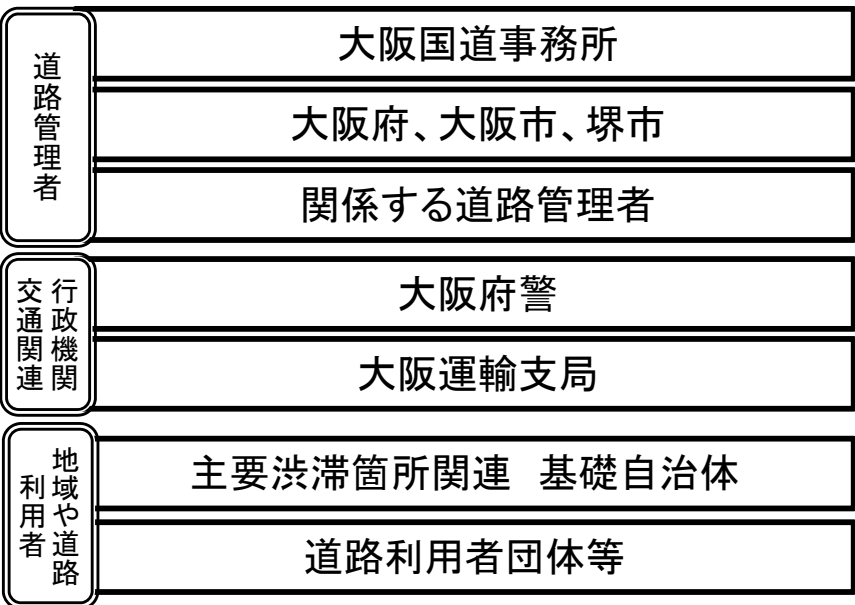 道路管理者
大阪国道事務所
大阪府、大阪市、堺市
関係する道路管理者
行政機関
交通関連
大阪府警
大阪運輸支局
地域や道路
利用者
主要渋滞箇所関連 基礎自治体
道路利用者団体等